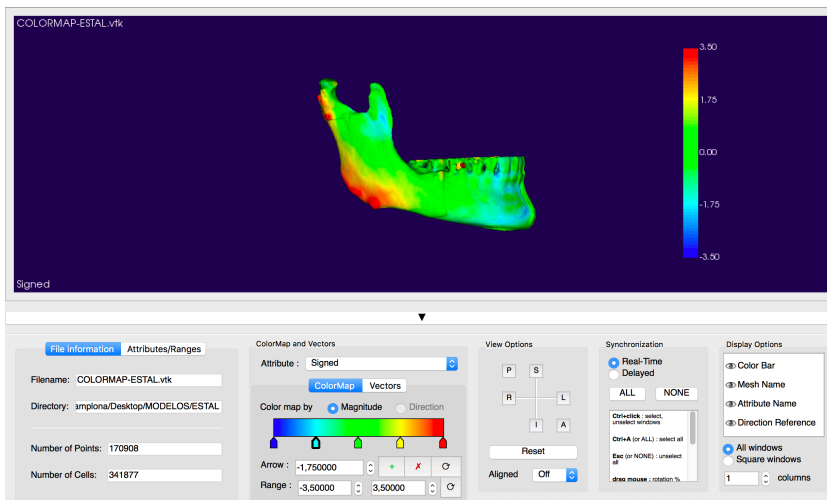 COLORMAP-ESTAL.vtk
3.50
1.75
0.00
-1.75
-3.50
Signed
▼
File information Attributes/Ranges
Filename: COLORMAP-ESTAL.vtk
Directory: amplona/Desktop/MODELOS/ESTAL
Number of Points: 170908
Number of Cells: 341877
ColorMap and Vectors
Attribute : Signed
ColorMap Vectors
Color map by Magnitude Direction
Arrow : -1,750000
Range : -3,50000 3,50000
View Options
P S
R L
I A
Reset
Aligned Off
Synchronization
Real-Time
Delayed
ALL NONE
Ctrl+click : select,
unselect windows
Ctrl+A (or ALL) : select all
Esc (or NONE) : unselect
all
drag mouse : rotation %
Display Options
Color Bar
Mesh Name
Attribute Name
Direction Reference
All windows
Square windows
1 columns